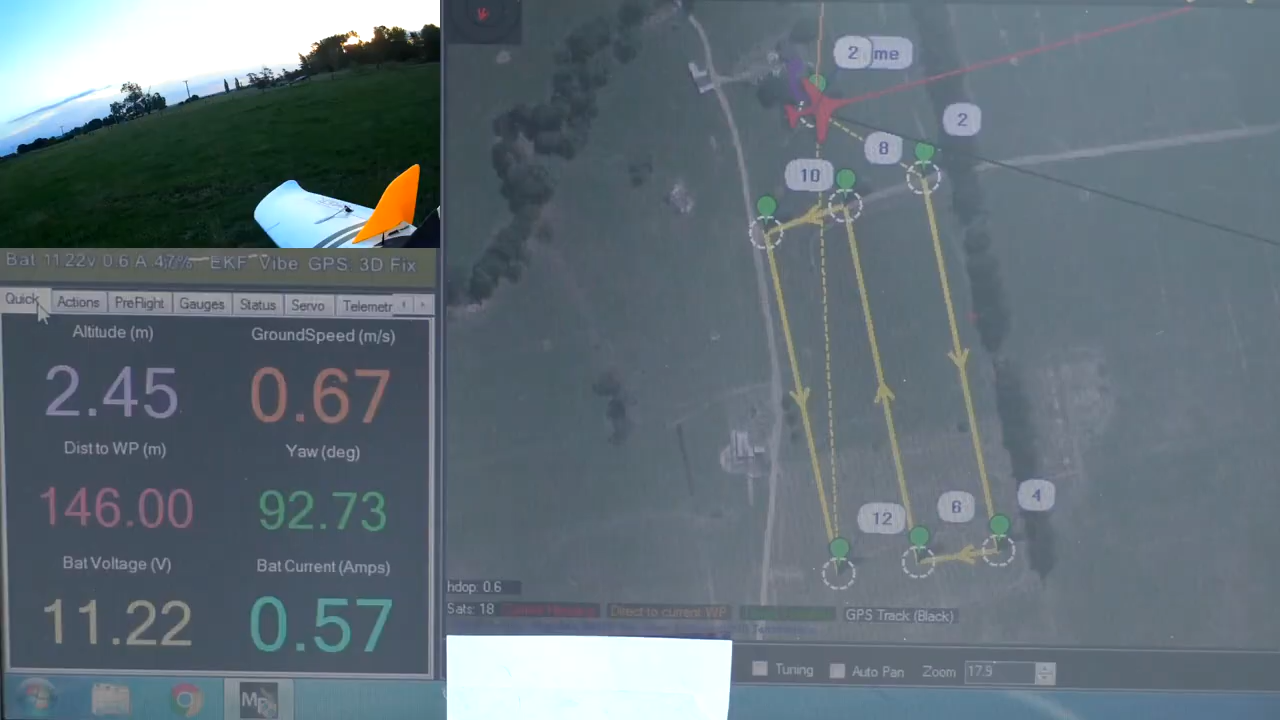 Bat 11.22v 0.6 A 47% EKF Vibe GPS: 3D Fix
Quick Actions PreFlight Gauges Status Servo Telemetr
Altitude (m) GroundSpeed (m/s)
2.45 0.67
Dist to WP (m) Yaw (deg)
146.00 92.73
Bat Voltage (V) Bat Current (Amps)
11.22 0.57
2 me
2
8
10
4
6
12
hdop: 0.6
Sats: 18 Direct to current WP GPS Track (Black)
Tuning Auto Pan Zoom 17.9